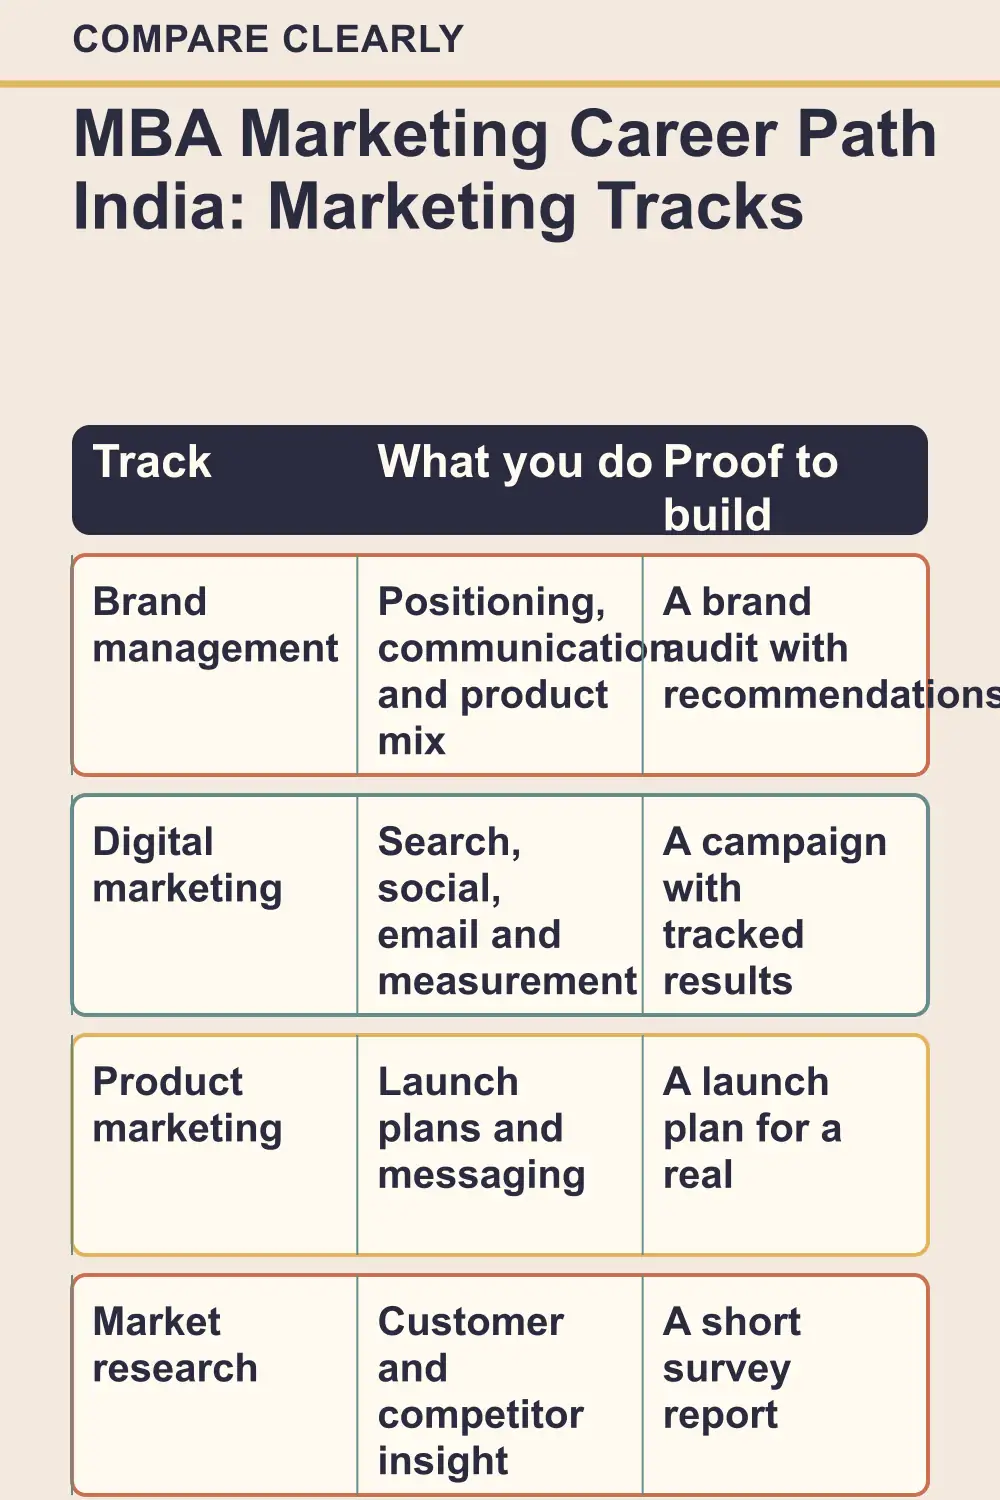 COMPARE CLEARLY
MBA Marketing Career Path
India: Marketing Tracks
Track
What you do
Proof to
build
Brand
management
Positioning,
communication
and product
mix
A brand
audit with
recommendations
Digital
marketing
Search,
social,
email and
measurement
A campaign
with
tracked
results
Product
marketing
Launch
plans and
messaging
A launch
plan for a
real
Market
research
Customer
and
competitor
insight
A short
survey
report